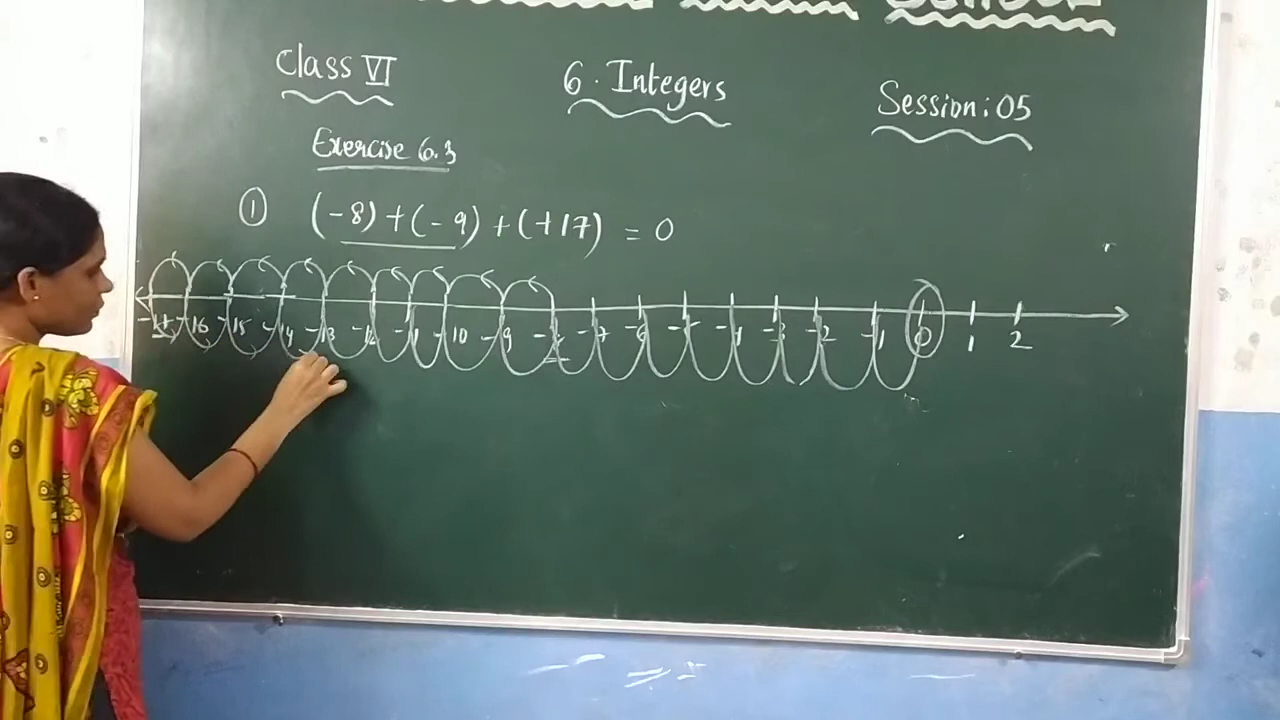 SCHOOL
Class VI
6. Integers
Session: 05
Exercise 6.3
① (-8) + (-9) + (+17) = 0
-17 -16 -15 -14 -13 -12 -11 -10 -9 -8 -7 -6 -5 -4 -3 -2 -1 0 1 2